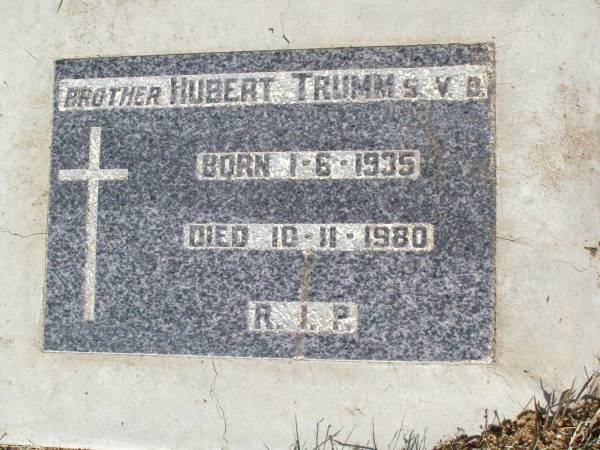 BROTHER HUBERT TRUMM S. V. D.
BORN 1-6-1935
DIED 10-11-1980
R. I. P.